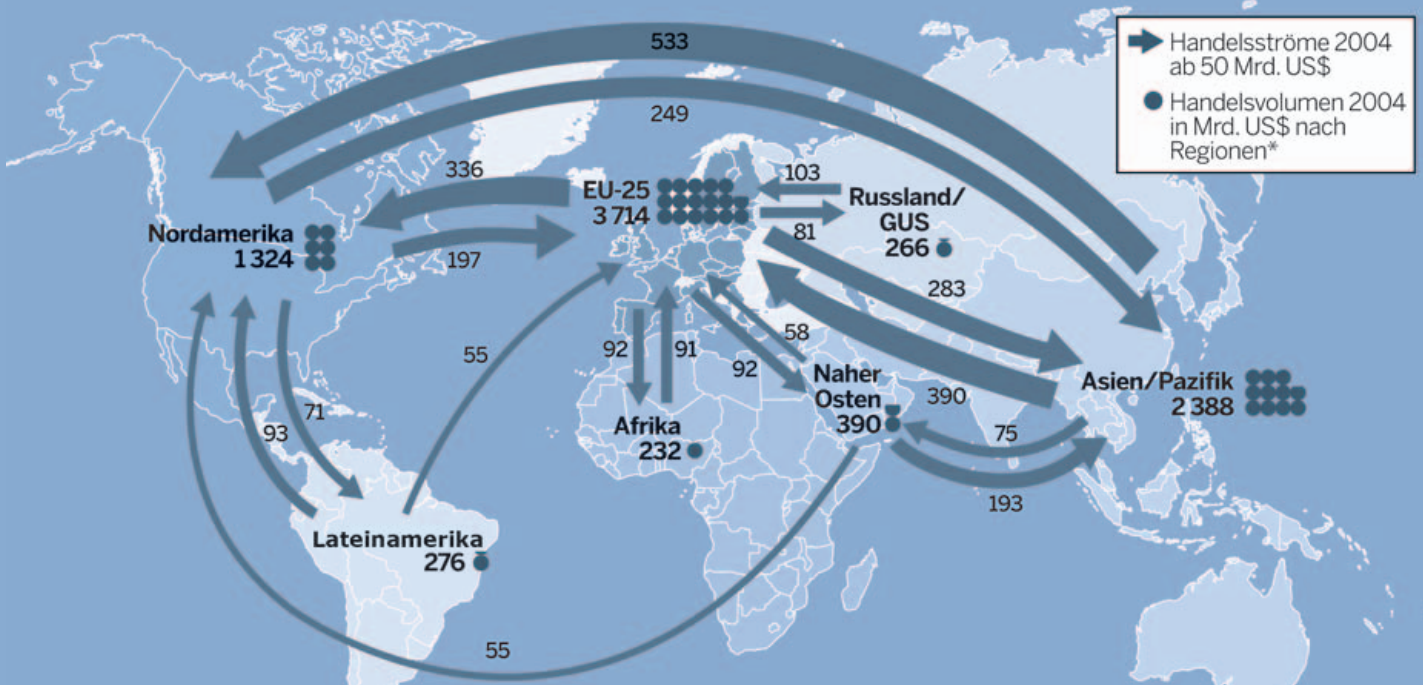 533
Handelsströme 2004
ab 50 Mrd. US$
Handelsvolumen 2004
in Mrd. US$ nach
Regionen*
249
336
EU-25
3 714
103
Russland/
GUS
266
81
Nordamerika
1 324
197
283
55
92
91
58
92
Naher
Osten
390
390
Asien/Pazifik
2 388
71
93
Afrika
232
75
193
Lateinamerika
276
55